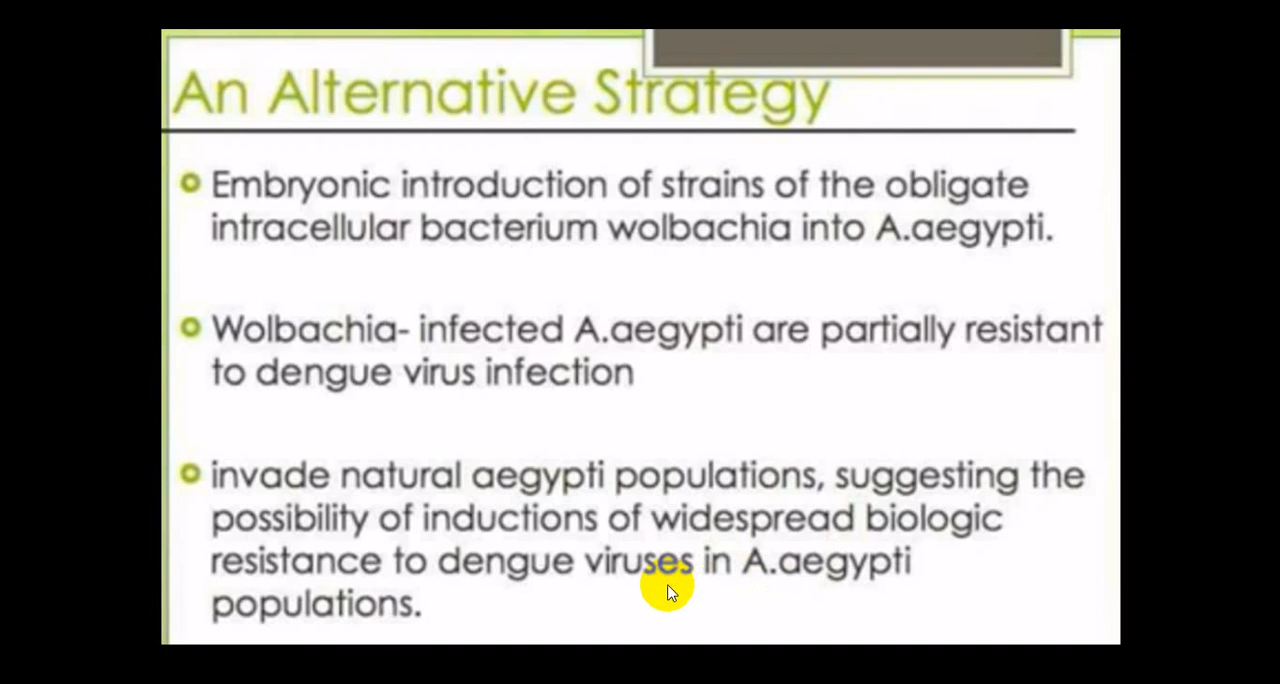 An Alternative Strategy
Embryonic introduction of strains of the obligate
intracellular bacterium wolbachia into A.aegypti.
Wolbachia- infected A.aegypti are partially resistant
to dengue virus infection
invade natural aegypti populations, suggesting the
possibility of inductions of widespread biologic
resistance to dengue viruses in A.aegypti
populations.